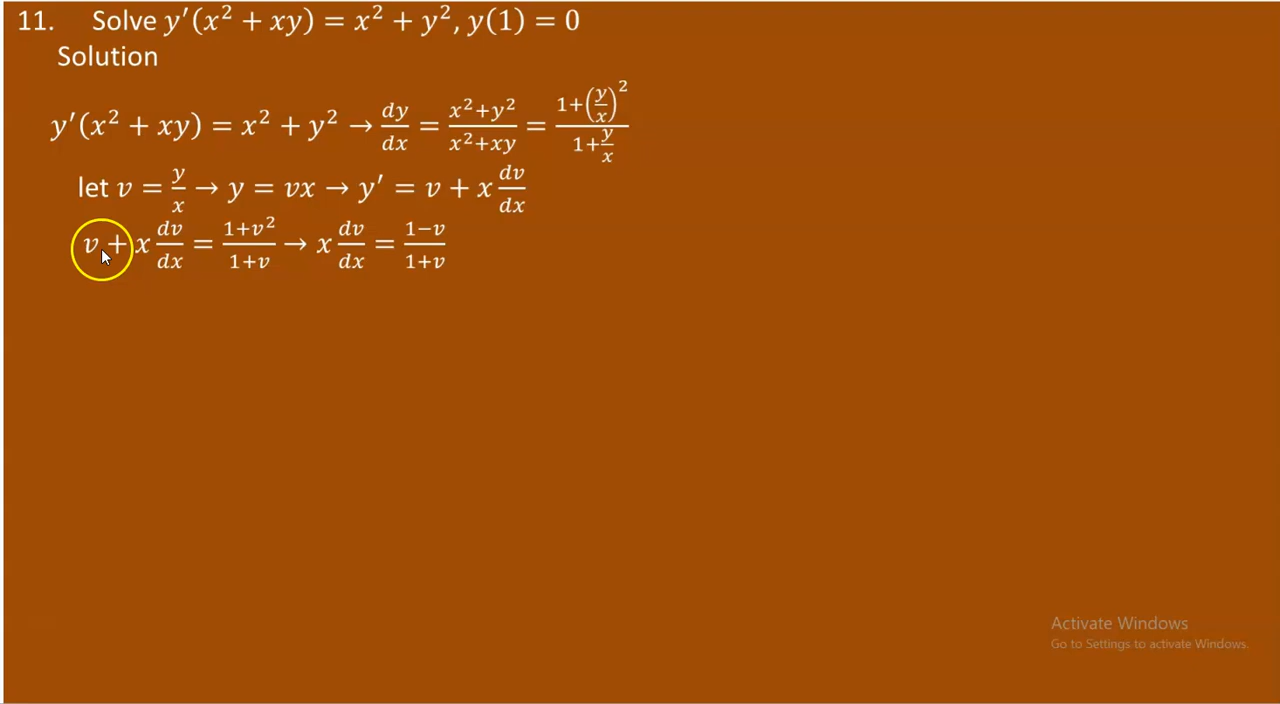 11. Solve y′(x² + xy) = x² + y², y(1) = 0
Solution
y′(x² + xy) = x² + y² → dy/dx = (x²+y²)/(x²+xy) = (1+(y/x)²)/(1+y/x)
let v = y/x → y = vx → y′ = v + x dv/dx
v + x dv/dx = (1+v²)/(1+v) → x dv/dx = (1−v)/(1+v)
Activate Windows
Go to Settings to activate Windows.